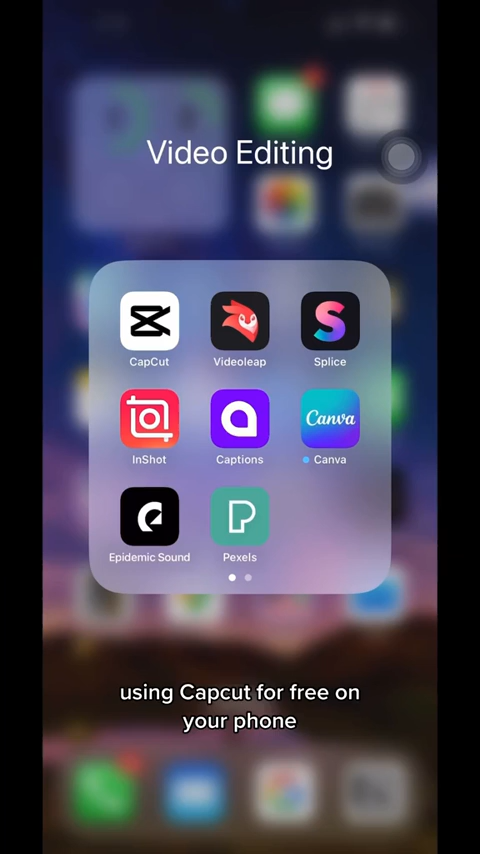 Video Editing
CapCut
Videoleap
Splice
InShot
Captions
Canva
Canva
Epidemic Sound
Pexels
using Capcut for free on
your phone